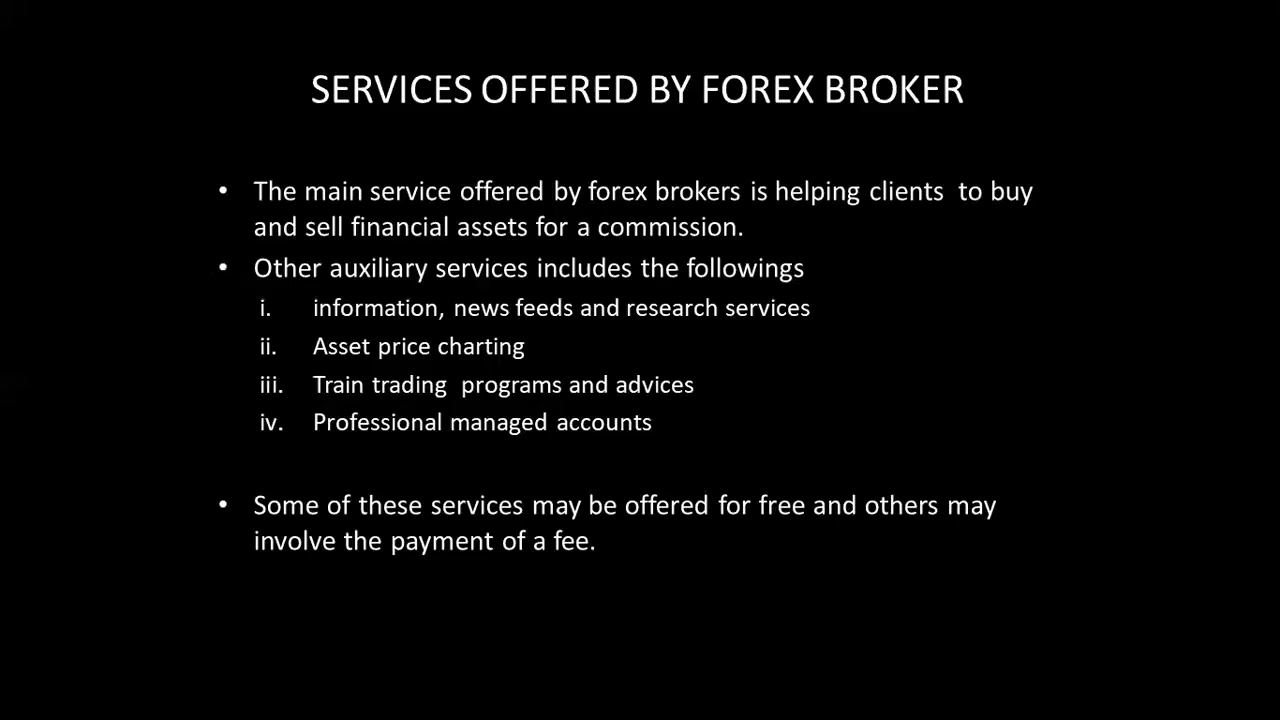 SERVICES OFFERED BY FOREX BROKER
• The main service offered by forex brokers is helping clients  to buy
and sell financial assets for a commission.
• Other auxiliary services includes the followings
i. information, news feeds and research services
ii. Asset price charting
iii. Train trading  programs and advices
iv. Professional managed accounts
• Some of these services may be offered for free and others may
involve the payment of a fee.